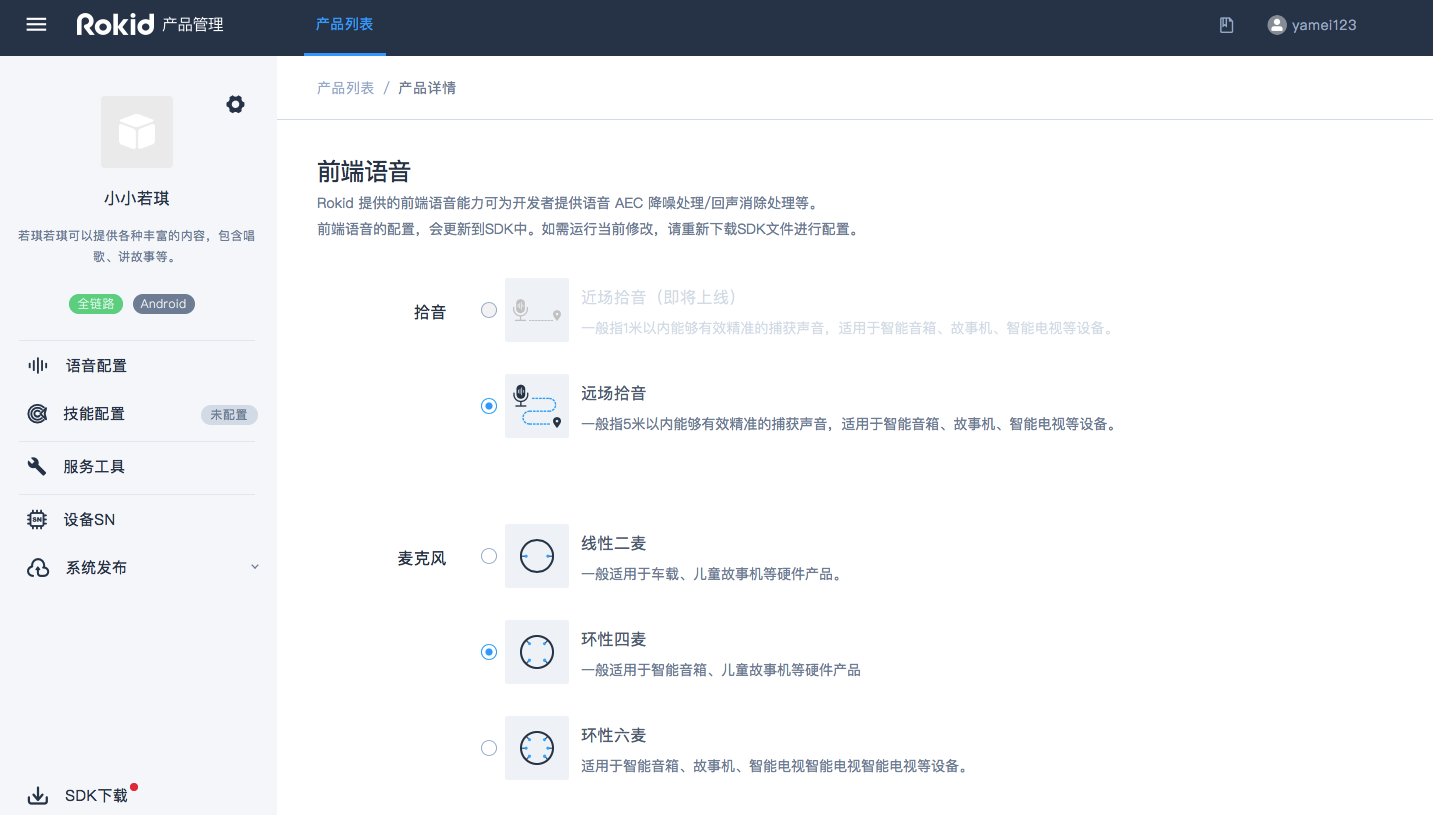 Rokid 产品管理
产品列表
yamei123
产品列表 / 产品详情
小小若琪
若琪若琪可以提供各种丰富的内容，包含唱
歌、讲故事等。
全链路 Android
语音配置
技能配置 未配置
服务工具
SN 设备SN
系统发布
SDK下载
前端语音
Rokid 提供的前端语音能力可为开发者提供语音 AEC 降噪处理/回声消除处理等。
前端语音的配置，会更新到SDK中。如需运行当前修改，请重新下载SDK文件进行配置。
拾音
近场拾音（即将上线）
一般指1米以内能够有效精准的捕获声音，适用于智能音箱、故事机、智能电视等设备。
远场拾音
一般指5米以内能够有效精准的捕获声音，适用于智能音箱、故事机、智能电视等设备。
麦克风
线性二麦
一般适用于车载、儿童故事机等硬件产品。
环性四麦
一般适用于智能音箱、儿童故事机等硬件产品
环性六麦
适用于智能音箱、故事机、智能电视智能电视智能电视等设备。